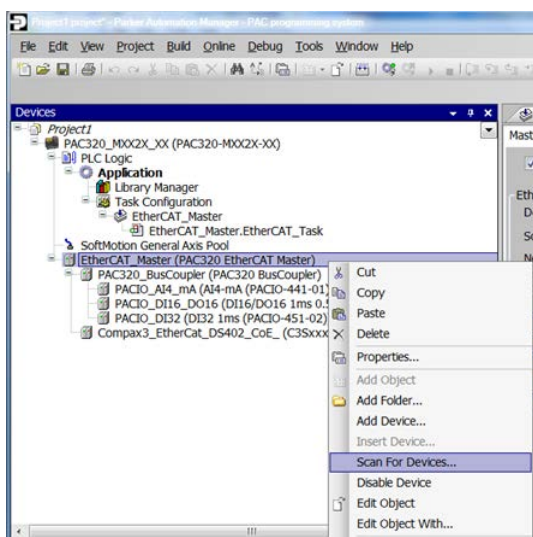 Project1.project* - Parker Automation Manager - PAC programming system
File Edit View Project Build Online Debug Tools Window Help
Devices
Project1
PAC320_MXX2X_XX (PAC320-MXX2X-XX)
PLC Logic
Application
Library Manager
Task Configuration
EtherCAT_Master
EtherCAT_Master.EtherCAT_Task
SoftMotion General Axis Pool
EtherCAT_Master (PAC320 EtherCAT Master)
PAC320_BusCoupler (PAC320 BusCoupler)
PACIO_AI4_mA (AI4-mA (PACIO-441-01)
PACIO_DI16_DO16 (DI16/DO16 1ms 0.5
PACIO_DI32 (DI32 1ms (PACIO-451-02)
Compax3_EtherCat_DS402_CoE_ (C3Sxxx
Mast
Eth
D
So
Cut
Copy
Paste
Delete
Properties...
Add Object
Add Folder...
Add Device...
Insert Device...
Scan For Devices...
Disable Device
Edit Object
Edit Object With...